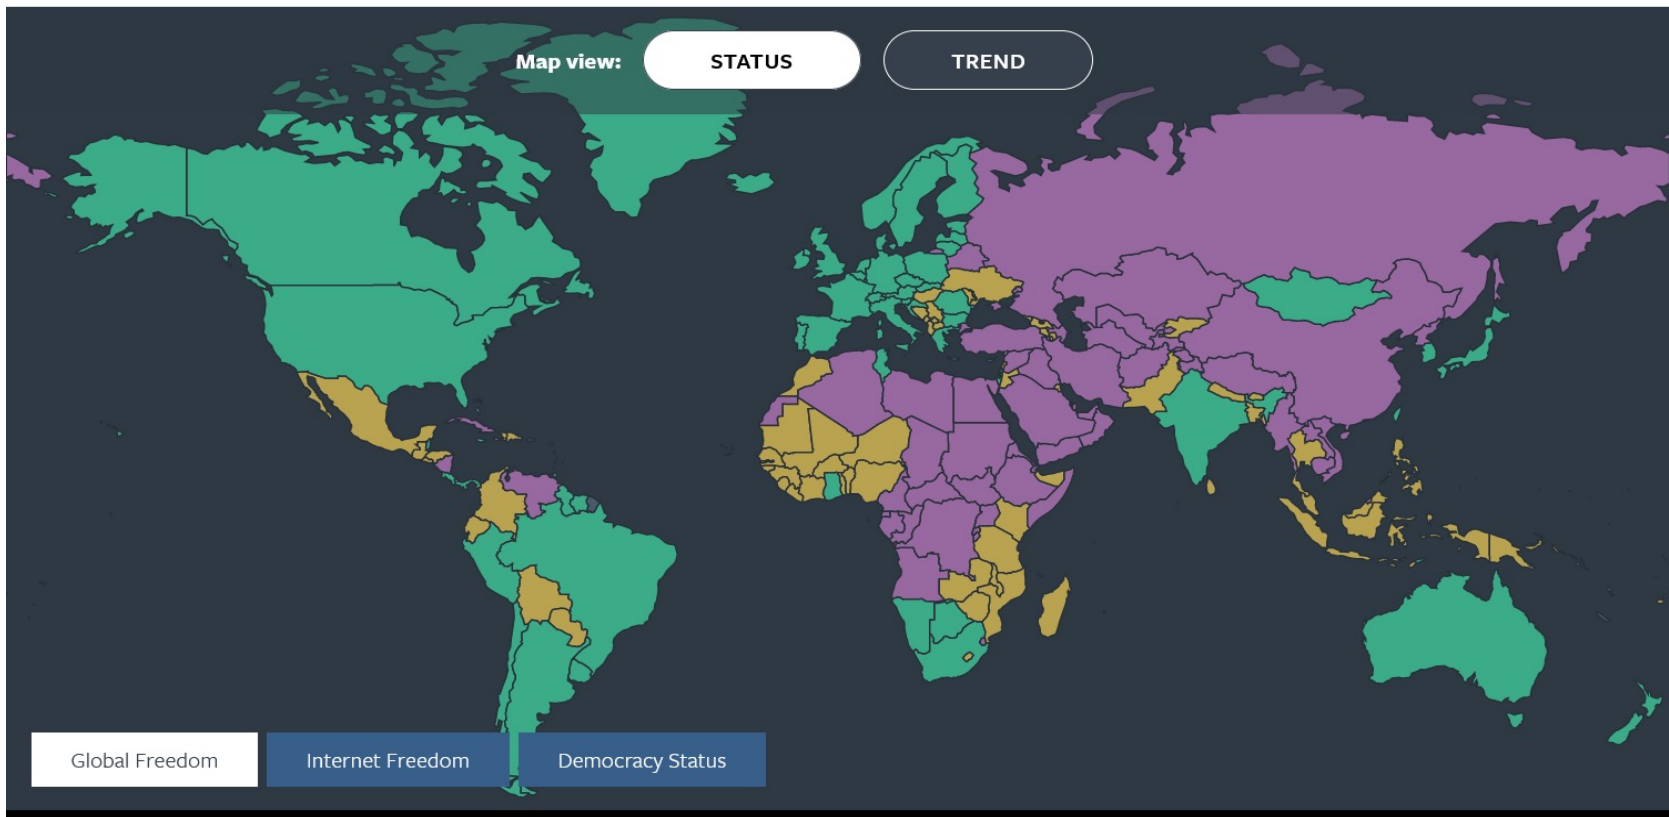 Map view:
STATUS
TREND
Global Freedom
Internet Freedom
Democracy Status